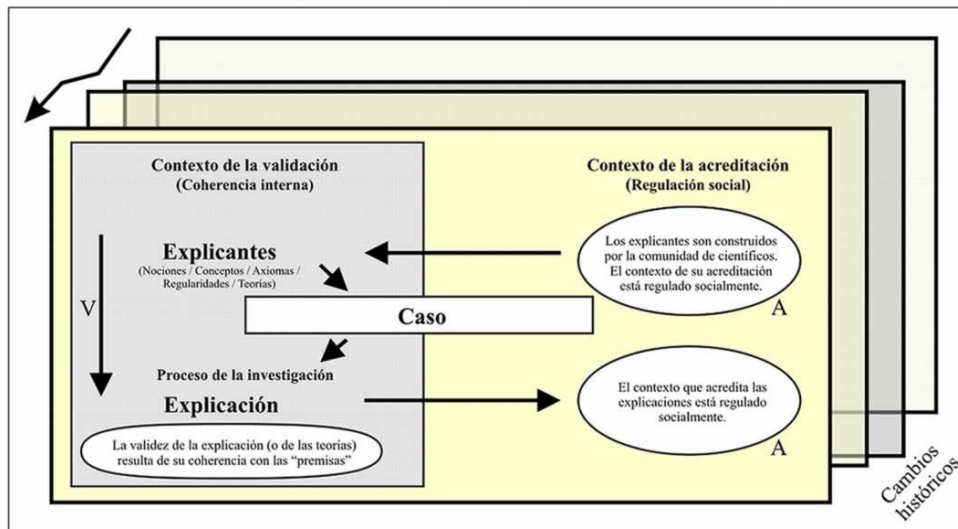 Contexto de la validación
(Coherencia interna)
Explicantes
(Nociones / Conceptos / Axiomas /
Regularidades / Teorías)
V
Caso
Proceso de la investigación
Explicación
La validez de la explicación (o de las teorías)
resulta de su coherencia con las “premisas”
Contexto de la acreditación
(Regulación social)
Los explicantes son construidos
por la comunidad de científicos.
El contexto de su acreditación
está regulado socialmente.
A
El contexto que acredita las
explicaciones está regulado
socialmente.
A
Cambios
históricos